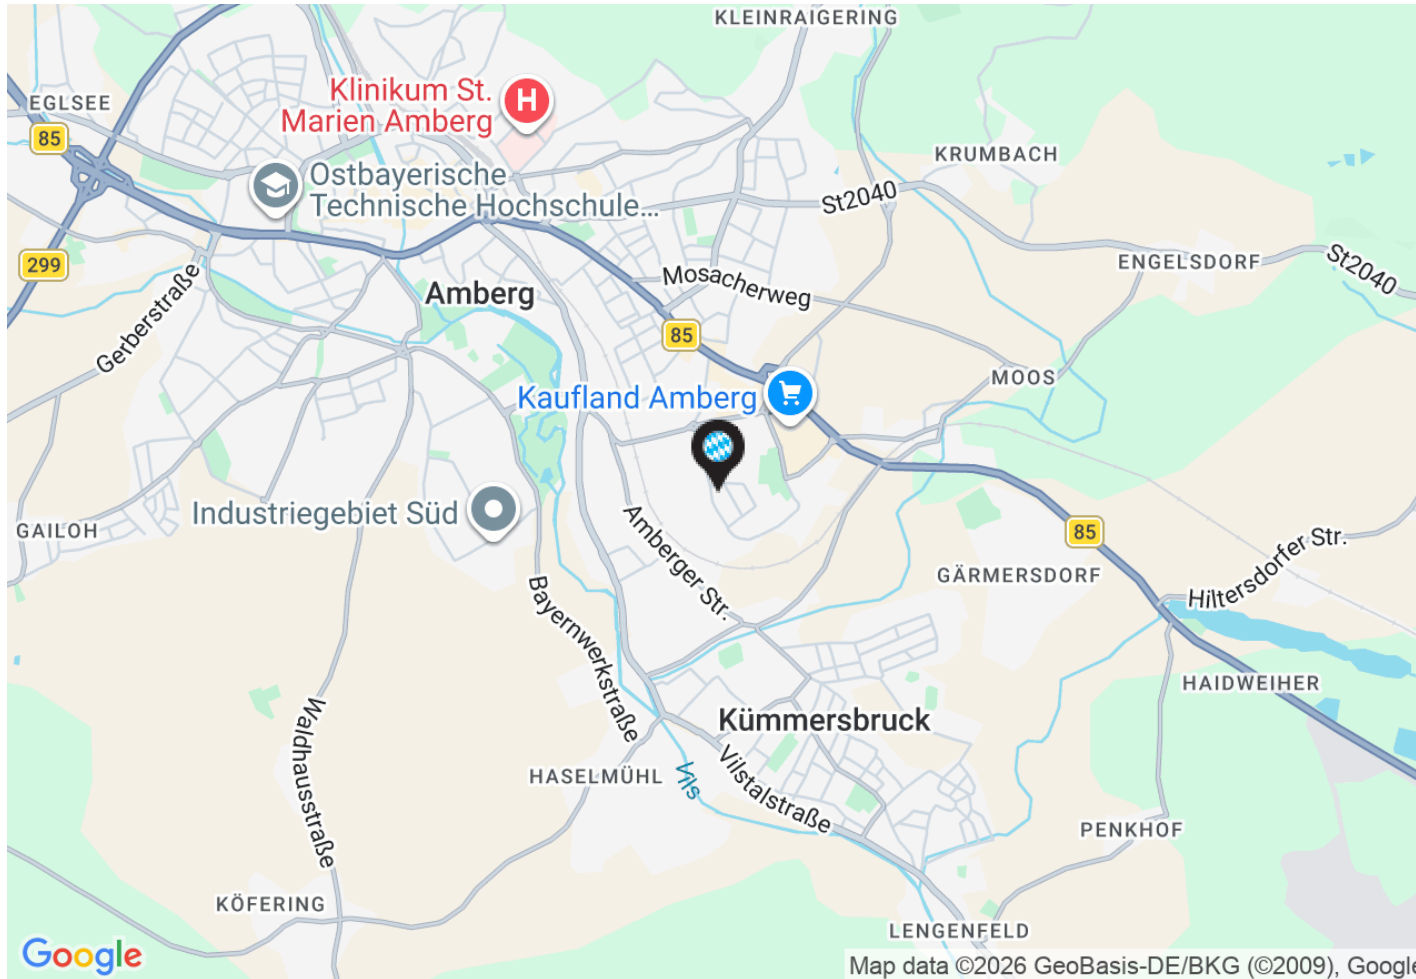 KLEINRAIGERING
Klinikum St.
Marien Amberg
H
EGLSEE
85
KRUMBACH
Ostbayerische
Technische Hochschule...
St2040
299
ENGELSDORF
St2040
Mosacherweg
Amberg
Gerberstraße
85
MOOS
Kaufland Amberg
Industriegebiet Süd
GAILOH
Amberger Str.
85
Hiltersdorfer Str.
GÄRMERSDORF
Bayernwerkstraße
HAIDWEIHER
Kümmersbruck
Waldhausstraße
HASELMÜHL
Vils
Vilstalstraße
PENKHOF
KÖFERING
LENGENFELD
Google
Map data ©2026 GeoBasis-DE/BKG (©2009), Google